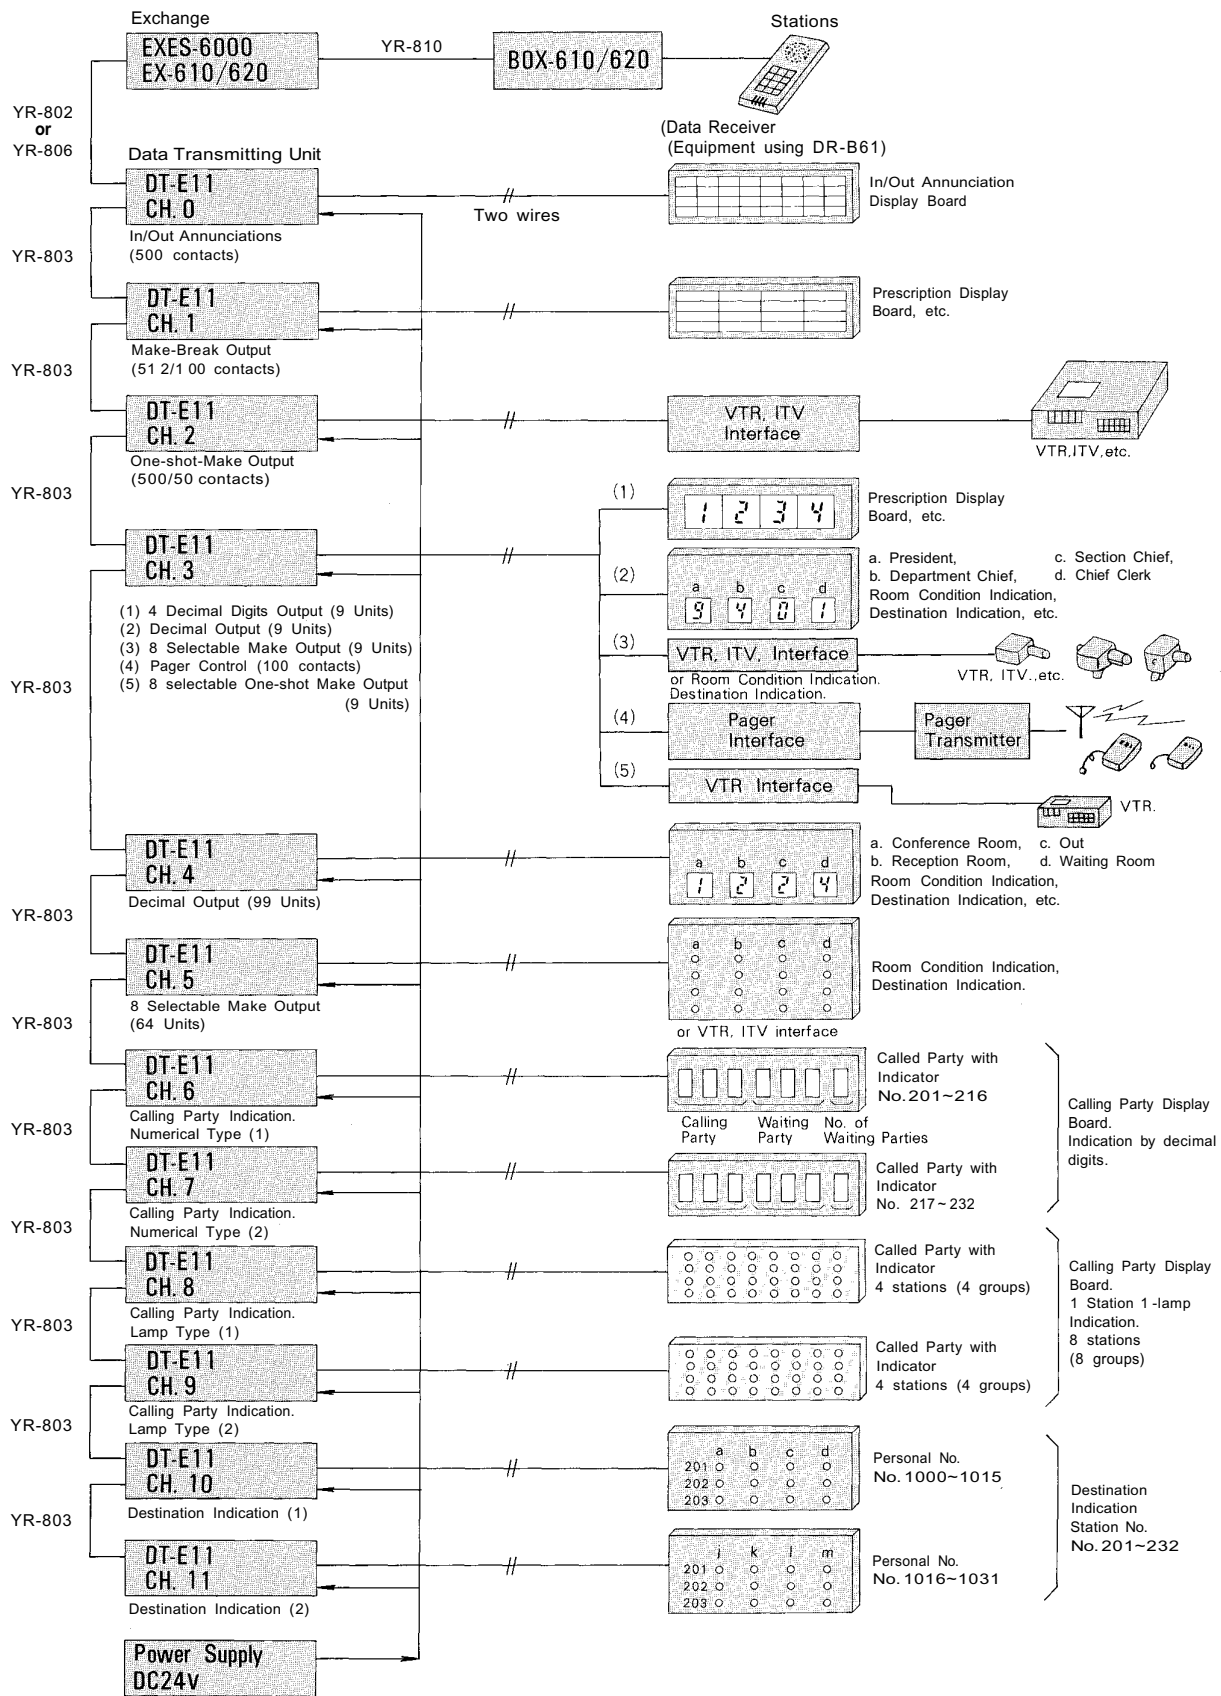 Exchange
EXES-6000
EX-610/620
YR-810
BOX-610/620
Stations
YR-802
or
YR-806
(Data Receiver
(Equipment using DR-B61)
Data Transmitting Unit
DT-E11
CH. 0
Two wires
In/Out Annunciation
Display Board
In/Out Annunciations
(500 contacts)
YR-803
DT-E11
CH. 1
Prescription Display
Board, etc.
Make-Break Output
(51 2/1 00 contacts)
YR-803
DT-E11
CH. 2
VTR, ITV
Interface
VTR,ITV,etc.
One-shot-Make Output
(500/50 contacts)
YR-803
DT-E11
CH. 3
(1)
1 2 3 4
Prescription Display
Board, etc.
(2)
a b c d
9 4 0 1
a. President, c. Section Chief,
b. Department Chief, d. Chief Clerk
Room Condition Indication,
Destination Indication, etc.
(1) 4 Decimal Digits Output (9 Units)
(2) Decimal Output (9 Units)
(3) 8 Selectable Make Output (9 Units)
(4) Pager Control (100 contacts)
(5) 8 selectable One-shot Make Output
(9 Units)
YR-803
(3)
VTR, ITV, Interface
or Room Condition Indication.
Destination Indication.
VTR, ITV.,etc.
(4)
Pager
Interface
Pager
Transmitter
(5)
VTR Interface
VTR.
DT-E11
CH. 4
Decimal Output (99 Units)
a b c d
1 2 2 4
a. Conference Room, c. Out
b. Reception Room, d. Waiting Room
Room Condition Indication,
Destination Indication, etc.
YR-803
DT-E11
CH. 5
8 Selectable Make Output
(64 Units)
a b c d
or VTR, ITV interface
Room Condition Indication,
Destination Indication.
YR-803
DT-E11
CH. 6
Calling Party Indication.
Numerical Type (1)
Calling
Party
Waiting
Party
No. of
Waiting Parties
Called Party with
Indicator
No.201~216
Calling Party Display
Board.
Indication by decimal
digits.
YR-803
DT-E11
CH. 7
Calling Party Indication.
Numerical Type (2)
Called Party with
Indicator
No. 217~232
YR-803
DT-E11
CH. 8
Calling Party Indication.
Lamp Type (1)
Called Party with
Indicator
4 stations (4 groups)
Calling Party Display
Board.
1 Station 1-lamp
Indication.
8 stations
(8 groups)
YR-803
DT-E11
CH. 9
Calling Party Indication.
Lamp Type (2)
Called Party with
Indicator
4 stations (4 groups)
YR-803
DT-E11
CH. 10
Destination Indication (1)
a b c d
201
202
203
Personal No.
No.1000~1015
Destination
Indication
Station No.
No.201~232
YR-803
DT-E11
CH. 11
Destination Indication (2)
j k l m
201
202
203
Personal No.
No.1016~1031
Power Supply
DC24V